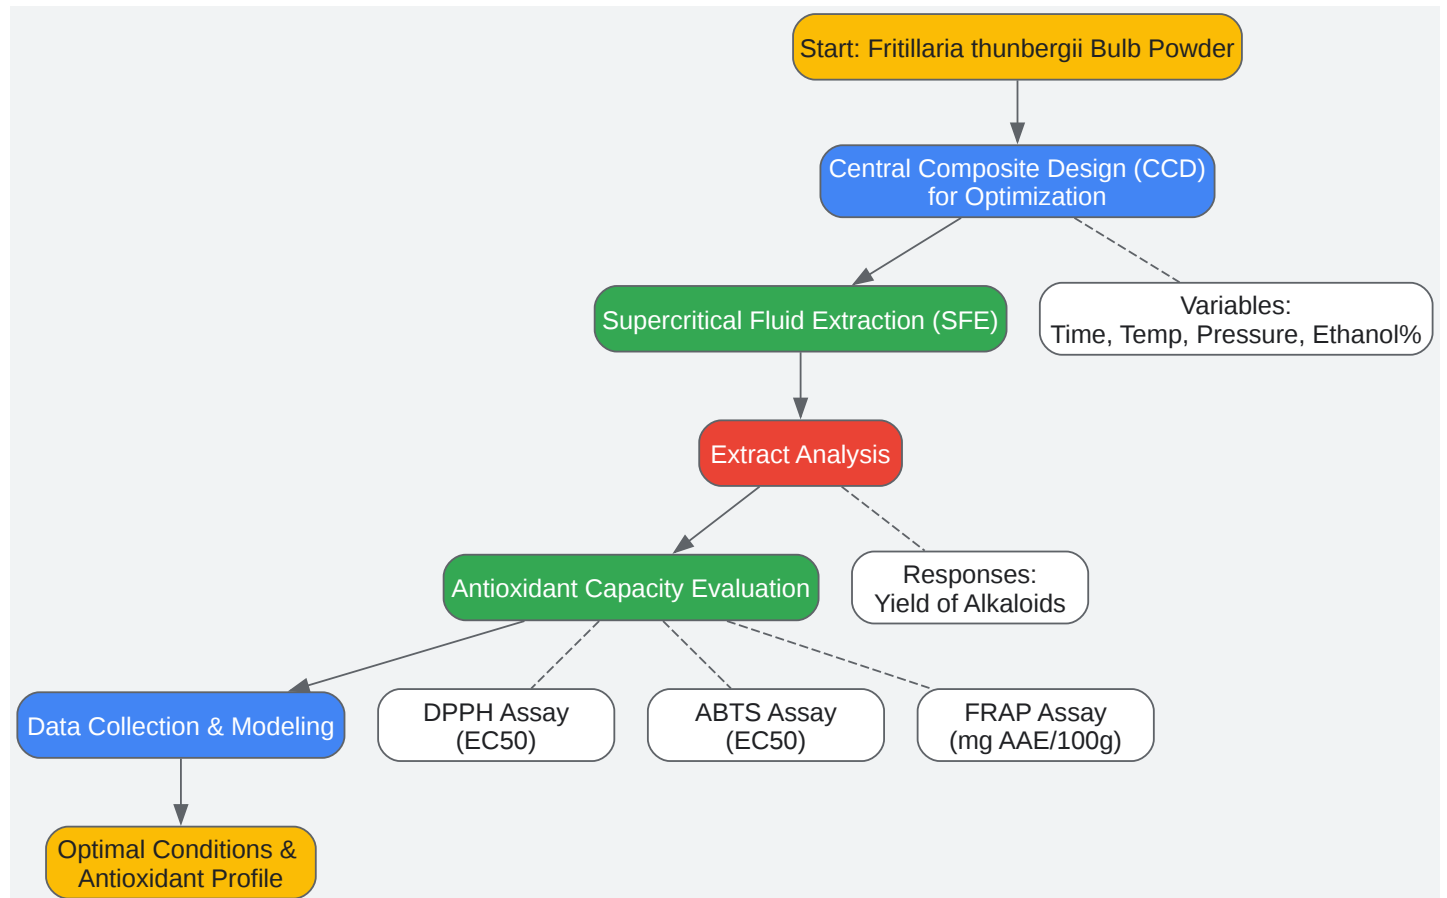 Start: Fritillaria thunbergii Bulb Powder
Central Composite Design (CCD)
for Optimization
Supercritical Fluid Extraction (SFE)
Variables:
Time, Temp, Pressure, Ethanol%
Extract Analysis
Antioxidant Capacity Evaluation
Responses:
Yield of Alkaloids
Data Collection & Modeling
DPPH Assay
(EC50)
ABTS Assay
(EC50)
FRAP Assay
(mg AAE/100g)
Optimal Conditions &
Antioxidant Profile